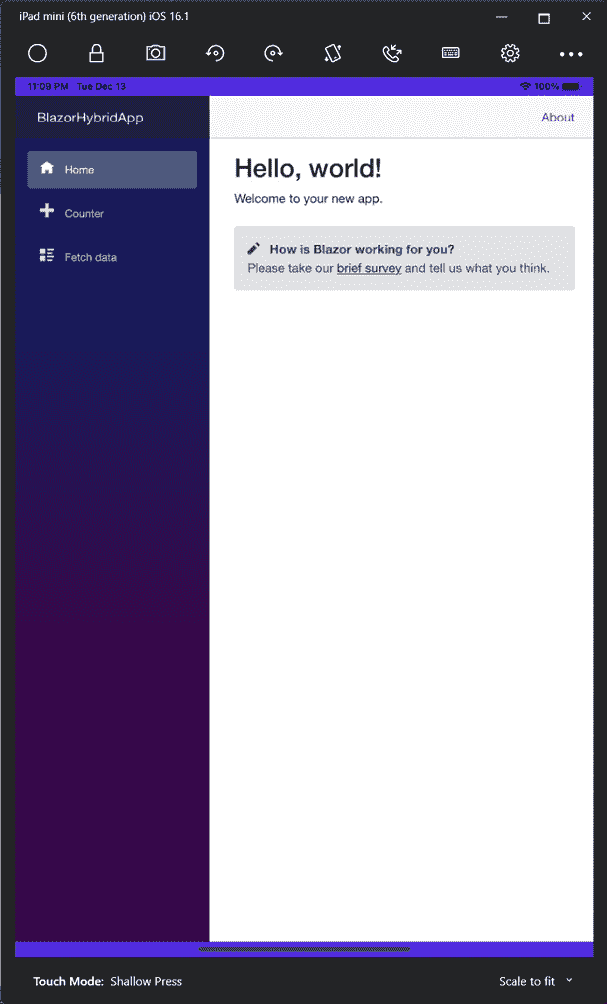 iPad mini (6th generation) iOS 16.1
11:09 PM Tue Dec 13
100%
BlazorHybridApp
About
Home
Counter
Fetch data
Hello, world!
Welcome to your new app.
How is Blazor working for you?
Please take our brief survey and tell us what you think.
Touch Mode: Shallow Press
Scale to fit